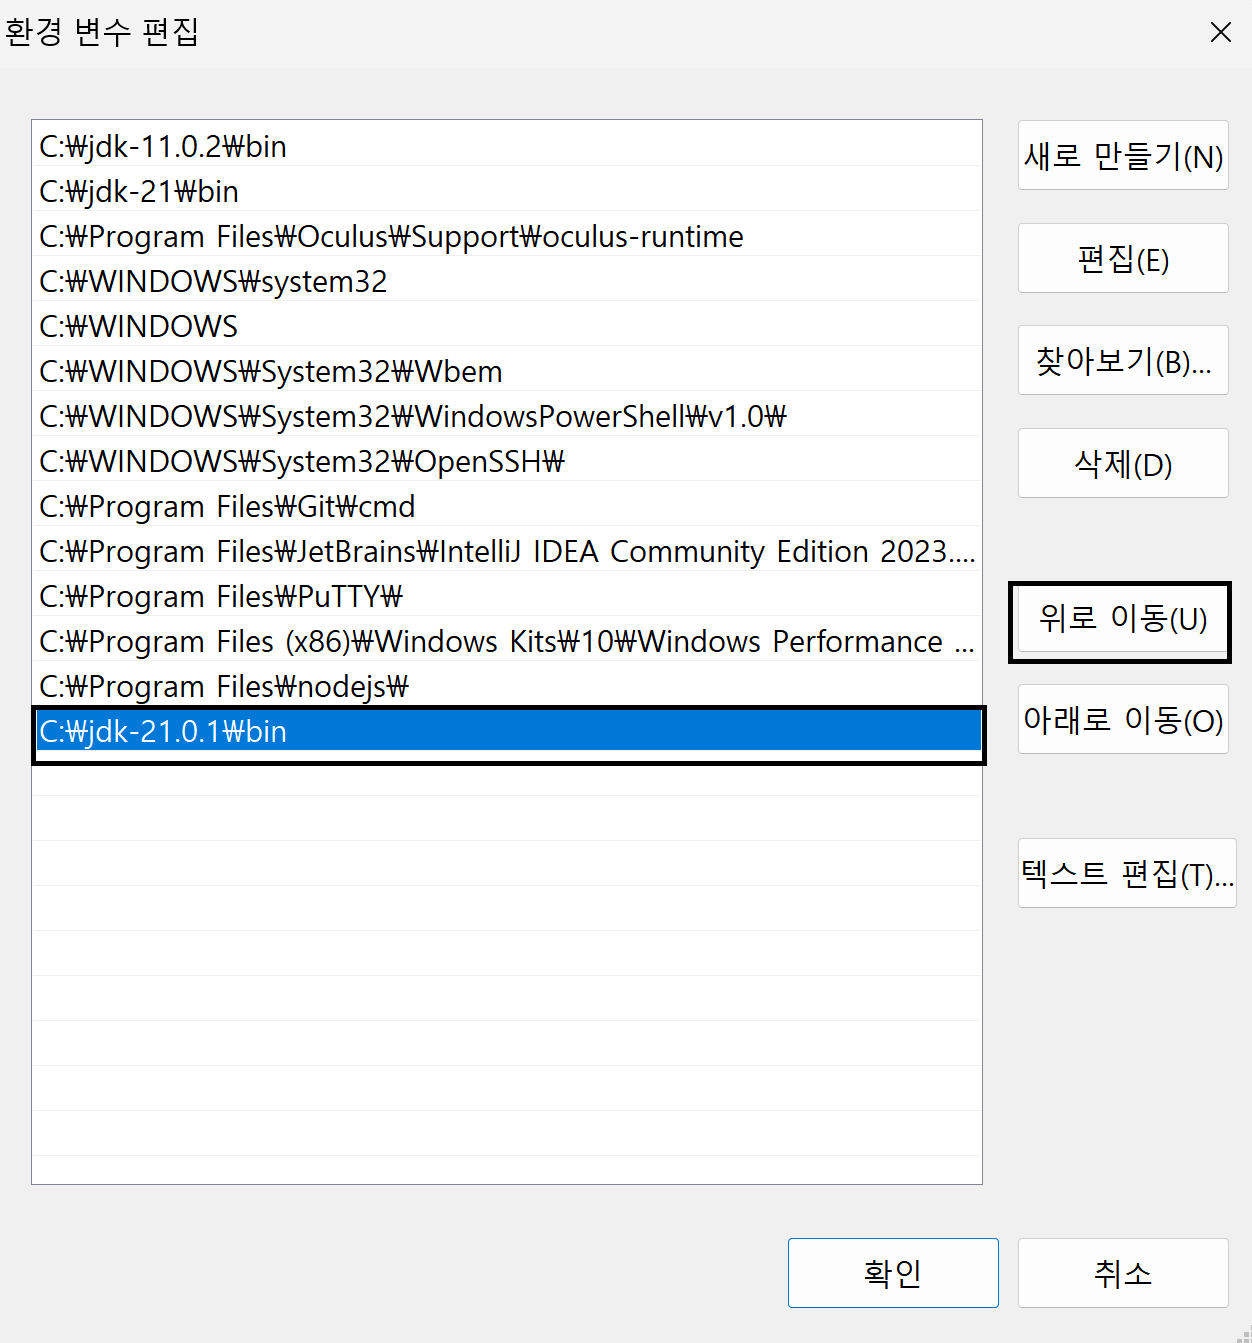 환경 변수 편집
C:₩jdk-11.0.2₩bin
C:₩jdk-21₩bin
C:₩Program Files₩Oculus₩Support₩oculus-runtime
C:₩WINDOWS₩system32
C:₩WINDOWS
C:₩WINDOWS₩System32₩Wbem
C:₩WINDOWS₩System32₩WindowsPowerShell₩v1.0₩
C:₩WINDOWS₩System32₩OpenSSH₩
C:₩Program Files₩Git₩cmd
C:₩Program Files₩JetBrains₩IntelliJ IDEA Community Edition 2023....
C:₩Program Files₩PuTTY₩
C:₩Program Files (x86)₩Windows Kits₩10₩Windows Performance ...
C:₩Program Files₩nodejs₩
C:₩jdk-21.0.1₩bin
새로 만들기(N)
편집(E)
찾아보기(B)...
삭제(D)
위로 이동(U)
아래로 이동(O)
텍스트 편집(T)...
확인
취소